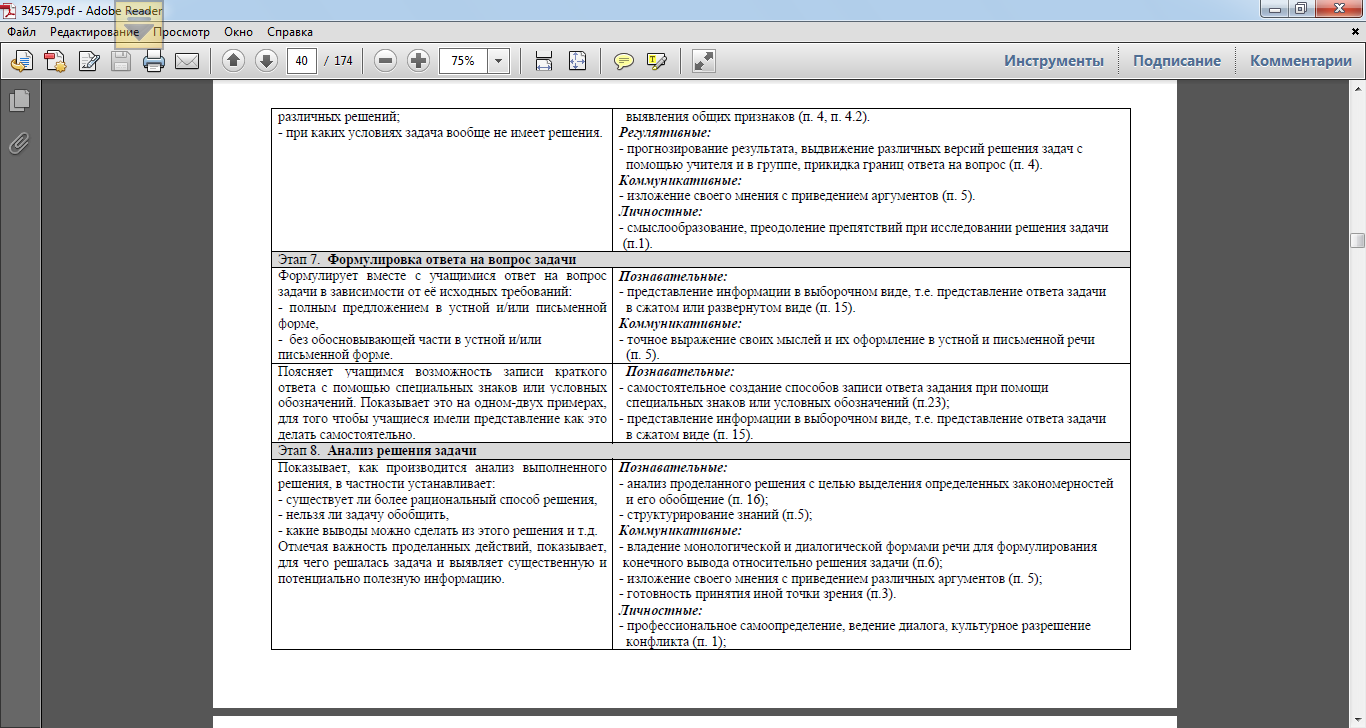 34579.pdf - Adobe Reader
Файл Редактирование Просмотр Окно Справка
40 / 174 75% Инструменты Подписание Комментарии
различных решений;
- при каких условиях задача вообще не имеет решения.
выявления общих признаков (п. 4, п. 4.2).
Регулятивные:
- прогнозирование результата, выдвижение различных версий решения задач с
помощью учителя и в группе, прикидка границ ответа на вопрос (п. 4).
Коммуникативные:
- изложение своего мнения с приведением аргументов (п. 5).
Личностные:
- смыслообразование, преодоление препятствий при исследовании решения задачи
(п.1).
Этап 7. Формулировка ответа на вопрос задачи
Формулирует вместе с учащимися ответ на вопрос
задачи в зависимости от её исходных требований:
- полным предложением в устной и/или письменной
форме,
- без обосновывающей части в устной и/или
письменной форме.
Познавательные:
- представление информации в выборочном виде, т.е. представление ответа задачи
в сжатом или развернутом виде (п. 15).
Коммуникативные:
- точное выражение своих мыслей и их оформление в устной и письменной речи
(п. 5).
Поясняет учащимся возможность записи краткого
ответа с помощью специальных знаков или условных
обозначений. Показывает это на одном-двух примерах,
для того чтобы учащиеся имели представление как это
делать самостоятельно.
Познавательные:
- самостоятельное создание способов записи ответа задания при помощи
специальных знаков или условных обозначений (п.23);
- представление информации в выборочном виде, т.е. представление ответа задачи
в сжатом виде (п. 15).
Этап 8. Анализ решения задачи
Показывает, как производится анализ выполненного
решения, в частности устанавливает:
- существует ли более рациональный способ решения,
- нельзя ли задачу обобщить,
- какие выводы можно сделать из этого решения и т.д.
Отмечая важность проделанных действий, показывает,
для чего решалась задача и выявляет существенную и
потенциально полезную информацию.
Познавательные:
- анализ проделанного решения с целью выделения определенных закономерностей
и его обобщение (п. 16);
- структурирование знаний (п.5);
Коммуникативные:
- владение монологической и диалогической формами речи для формулирования
конечного вывода относительно решения задачи (п.6);
- изложение своего мнения с приведением различных аргументов (п. 5);
- готовность принятия иной точки зрения (п.3).
Личностные:
- профессиональное самоопределение, ведение диалога, культурное разрешение
конфликта (п. 1);